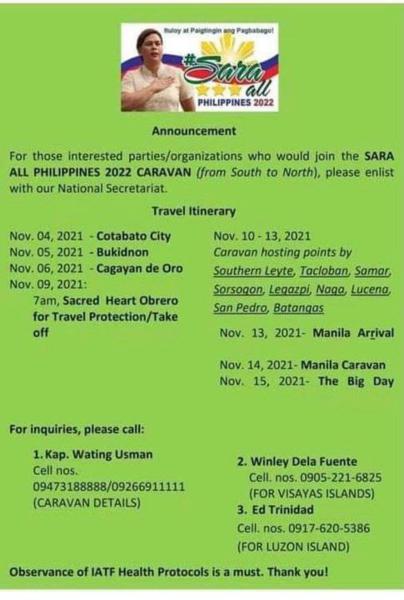 Ituloy at Paigtingin ang Pagbabago!
#Sara
all
PHILIPPINES 2022
Announcement
For those interested parties/organizations who would join the SARA
ALL PHILIPPINES 2022 CARAVAN (from South to North), please enlist
with our National Secretariat.
Travel Itinerary
Nov. 04, 2021 - Cotabato City
Nov. 05, 2021 - Bukidnon
Nov. 06, 2021 - Cagayan de Oro
Nov. 09, 2021:
7am, Sacred Heart Obrero
for Travel Protection/Take
off
Nov. 10 - 13, 2021
Caravan hosting points by
Southern Leyte, Tacloban, Samar,
Sorsogon, Legazpi, Naga, Lucena,
San Pedro, Batangas
Nov. 13, 2021- Manila Arrival
Nov. 14, 2021- Manila Caravan
Nov. 15, 2021- The Big Day
For inquiries, please call:
1. Kap. Wating Usman
Cell nos.
09473188888/09266911111
(CARAVAN DETAILS)
2. Winley Dela Fuente
Cell. nos. 0905-221-6825
(FOR VISAYAS ISLANDS)
3. Ed Trinidad
Cell. nos. 0917-620-5386
(FOR LUZON ISLAND)
Observance of IATF Health Protocols is a must. Thank you!